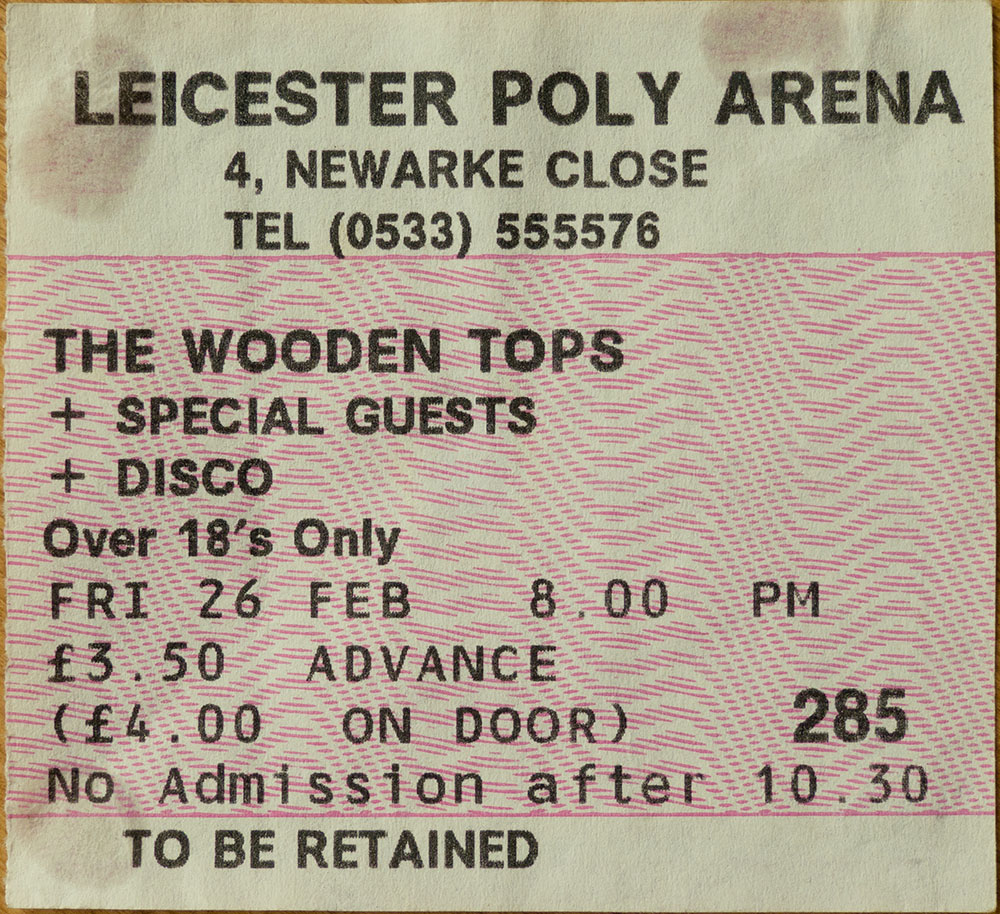 LEICESTER POLY ARENA
4, NEWARKE CLOSE
TEL (0533) 555576
THE WOODEN TOPS
+ SPECIAL GUESTS
+ DISCO
Over 18's Only
FRI 26 FEB 8.00 PM
£3.50 ADVANCE
(£4.00 ON DOOR) 285
No Admission after 10.30
TO BE RETAINED